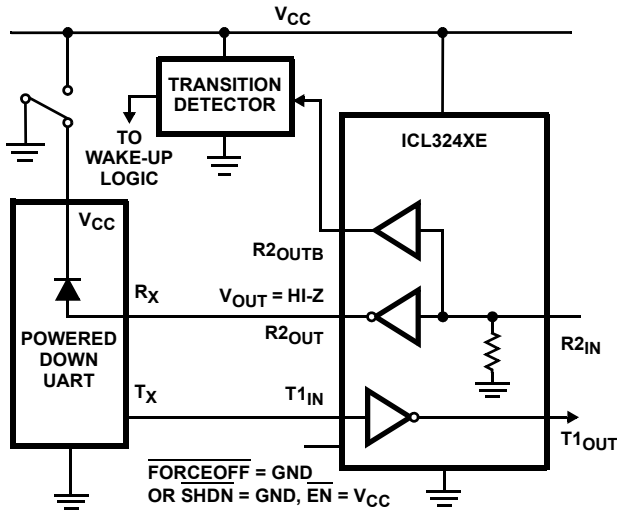 VCC
TRANSITION
DETECTOR
TO
WAKE-UP
LOGIC
ICL324XE
VCC
R2OUTB
RX
VOUT = HI-Z
POWERED
DOWN
UART
R2OUT
R2IN
TX
T1IN
T1OUT
FORCEOFF = GND
OR SHDN = GND, EN = VCC